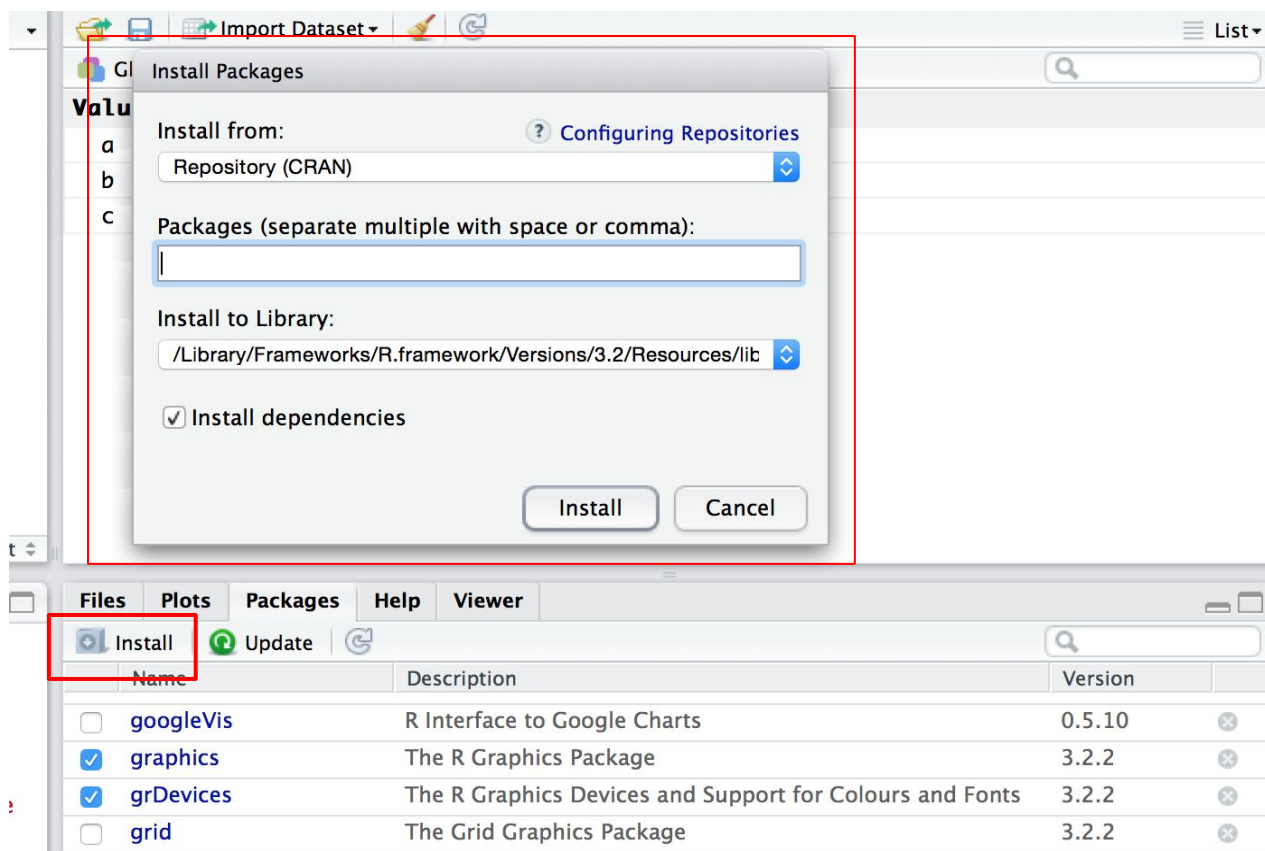 Import Dataset
List
Gl
Install Packages
Valu
Install from:
? Configuring Repositories
a
Repository (CRAN)
b
c
Packages (separate multiple with space or comma):
Install to Library:
/Library/Frameworks/R.framework/Versions/3.2/Resources/lib
Install dependencies
Install Cancel
t
Files Plots Packages Help Viewer
Install Update
Name Description Version
googleVis R Interface to Google Charts 0.5.10
graphics The R Graphics Package 3.2.2
grDevices The R Graphics Devices and Support for Colours and Fonts 3.2.2
e
grid The Grid Graphics Package 3.2.2